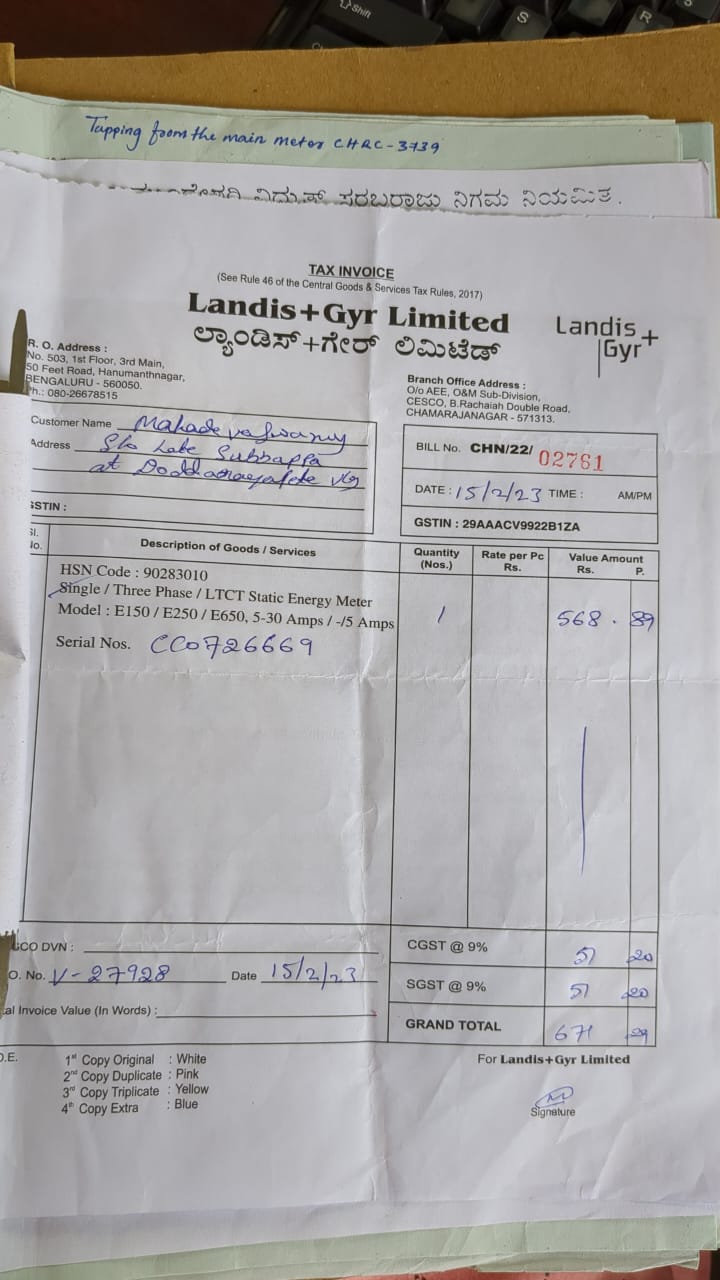 Shift
S
R
Tapping from the main meter CHRC-3739
ವಿದ್ಯುತ್ ಸರಬರಾಜು ನಿಗಮ ನಿಯಮಿತ.
TAX INVOICE
(See Rule 46 of the Central Goods & Services Tax Rules, 2017)
Landis+Gyr Limited
ಲ್ಯಾಂಡಿಸ್+ಗೇರ್ ಲಿಮಿಟೆಡ್
Landis+
Gyr
R. O. Address :
No. 503, 1st Floor, 3rd Main,
50 Feet Road, Hanumanthnagar,
BENGALURU - 560050.
Ph.: 080-26678515
Branch Office Address :
O/o AEE, O&M Sub-Division,
CESCO, B.Rachaiah Double Road,
CHAMARAJANAGAR - 571313.
Customer Name Mahadevaswamy
Address S/o Late Subbappa
at
GSTIN :
BILL No. CHN/22/ 02761
DATE : 15/2/23 TIME : AM/PM
GSTIN : 29AAACV9922B1ZA
Sl. No. Description of Goods / Services Quantity (Nos.) Rate per Pc Rs. Value Amount Rs. P.
HSN Code : 90283010
Single / Three Phase / LTCT Static Energy Meter
Model : E150 / E250 / E650, 5-30 Amps / -/5 Amps 1 568 . 89
Serial Nos. CC0726669
CO DVN :
O. No. V-27928 Date 15/2/23
al Invoice Value (In Words) :
CGST @ 9% 51 20
SGST @ 9% 51 20
GRAND TOTAL 671 29
O.E.
1st Copy Original : White
2nd Copy Duplicate : Pink
3rd Copy Triplicate : Yellow
4th Copy Extra : Blue
For Landis+Gyr Limited
Signature